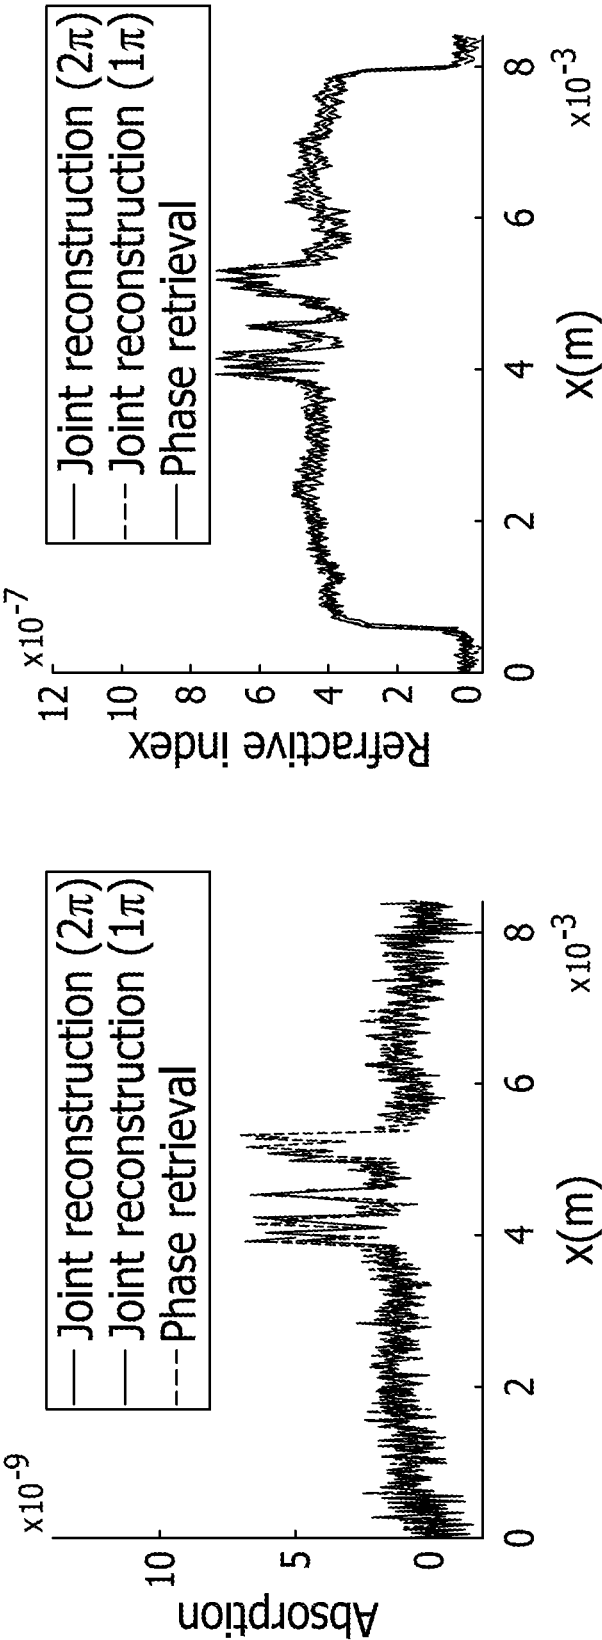 x10-9
Absorption
10
5
0
Joint reconstruction (2π)
Joint reconstruction (1π)
Phase retrieval
0
2
4
6
8
x(m)
x10-3
x10-7
Refractive index
12
10
8
6
4
2
0
Joint reconstruction (2π)
Joint reconstruction (1π)
Phase retrieval
0
2
4
6
8
x(m)
x10-3